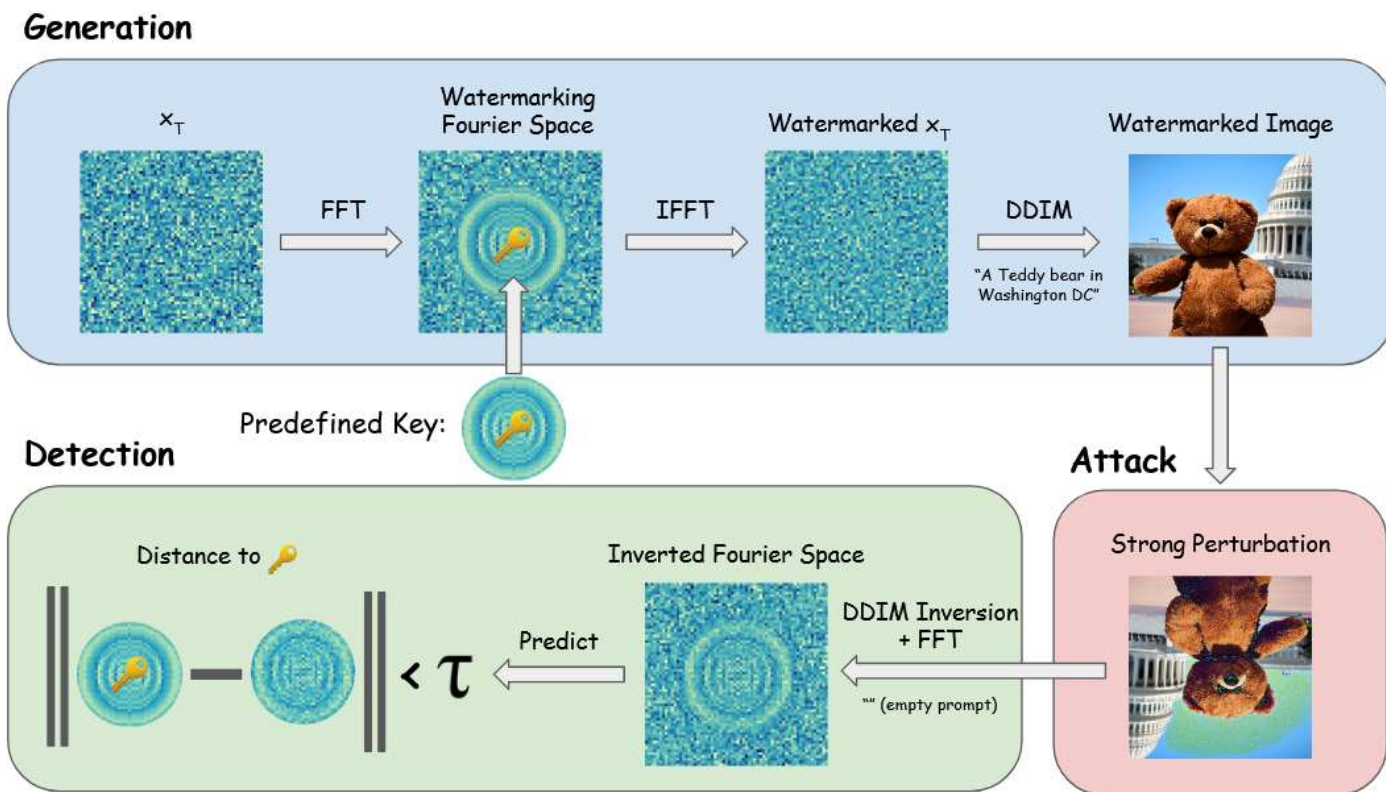 Generation
x_T
FFT
Watermarking
Fourier Space
IFFT
Watermarked x_T
DDIM
"A Teddy bear in
Washington DC"
Watermarked Image
Predefined Key:
Detection
Distance to
< τ
Predict
Inverted Fourier Space
DDIM Inversion
+ FFT
"" (empty prompt)
Attack
Strong Perturbation